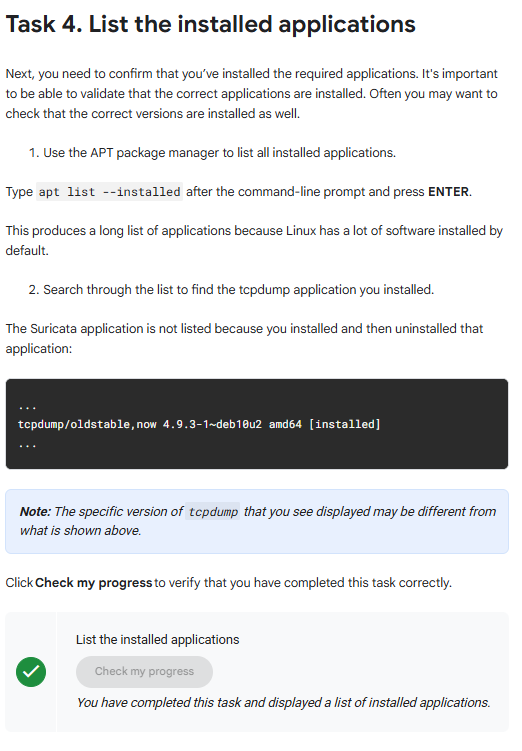 Task 4. List the installed applications
Next, you need to confirm that you've installed the required applications. It's important
to be able to validate that the correct applications are installed. Often you may want to
check that the correct versions are installed as well.
1. Use the APT package manager to list all installed applications.
Type apt list --installed after the command-line prompt and press ENTER.
This produces a long list of applications because Linux has a lot of software installed by
default.
2. Search through the list to find the tcpdump application you installed.
The Suricata application is not listed because you installed and then uninstalled that
application:
...
tcpdump/oldstable,now 4.9.3-1~deb10u2 amd64 [installed]
...
Note: The specific version of tcpdump that you see displayed may be different from
what is shown above.
Click Check my progress to verify that you have completed this task correctly.
List the installed applications
Check my progress
You have completed this task and displayed a list of installed applications.